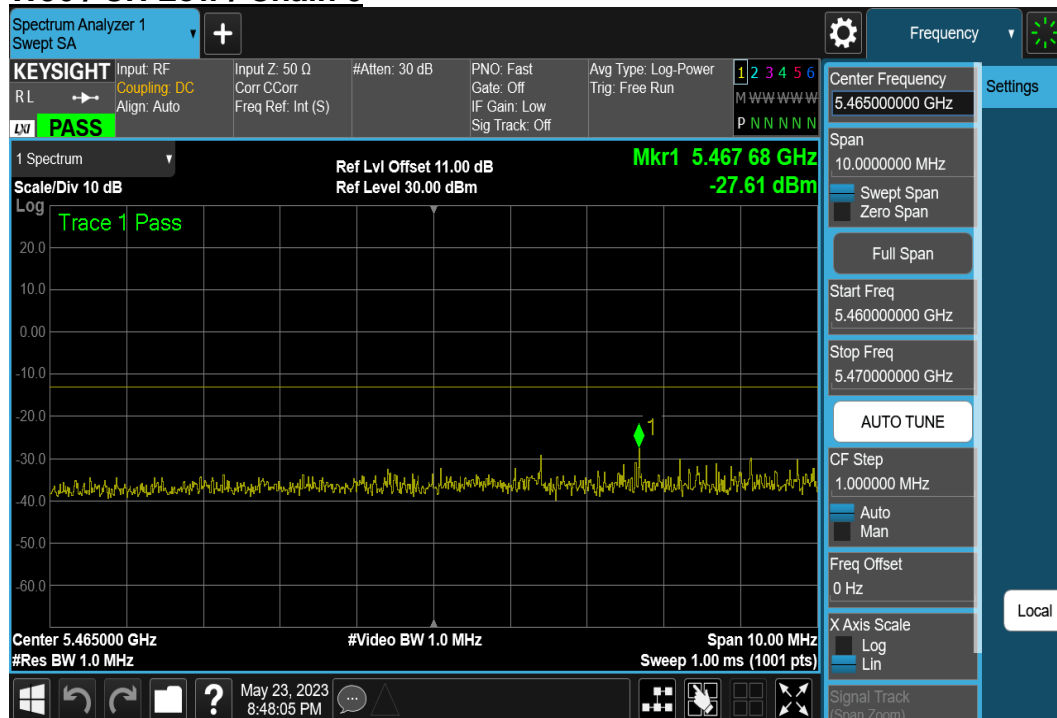 Spectrum Analyzer 1
Swept SA
Frequency
KEYSIGHT
RL
LXI
PASS
Input: RF
Coupling: DC
Align: Auto
Input Z: 50 Ω
Corr CCorr
Freq Ref: Int (S)
#Atten: 30 dB
PNO: Fast
Gate: Off
IF Gain: Low
Sig Track: Off
Avg Type: Log-Power
Trig: Free Run
1 2 3 4 5 6
M W W W W W
P N N N N N
1 Spectrum
Scale/Div 10 dB
Ref Lvl Offset 11.00 dB
Ref Level 30.00 dBm
Mkr1 5.467 68 GHz
-27.61 dBm
Log
Trace 1 Pass
20.0
10.0
0.00
-10.0
-20.0
-30.0
-40.0
-50.0
-60.0
1
Center 5.465000 GHz
#Video BW 1.0 MHz
Span 10.00 MHz
#Res BW 1.0 MHz
Sweep 1.00 ms (1001 pts)
Center Frequency
5.465000000 GHz
Settings
Span
10.0000000 MHz
Swept Span
Zero Span
Full Span
Start Freq
5.460000000 GHz
Stop Freq
5.470000000 GHz
AUTO TUNE
CF Step
1.000000 MHz
Auto
Man
Freq Offset
0 Hz
Local
X Axis Scale
Log
Lin
Signal Track
(Span Zoom)
?
May 23, 2023
8:48:05 PM